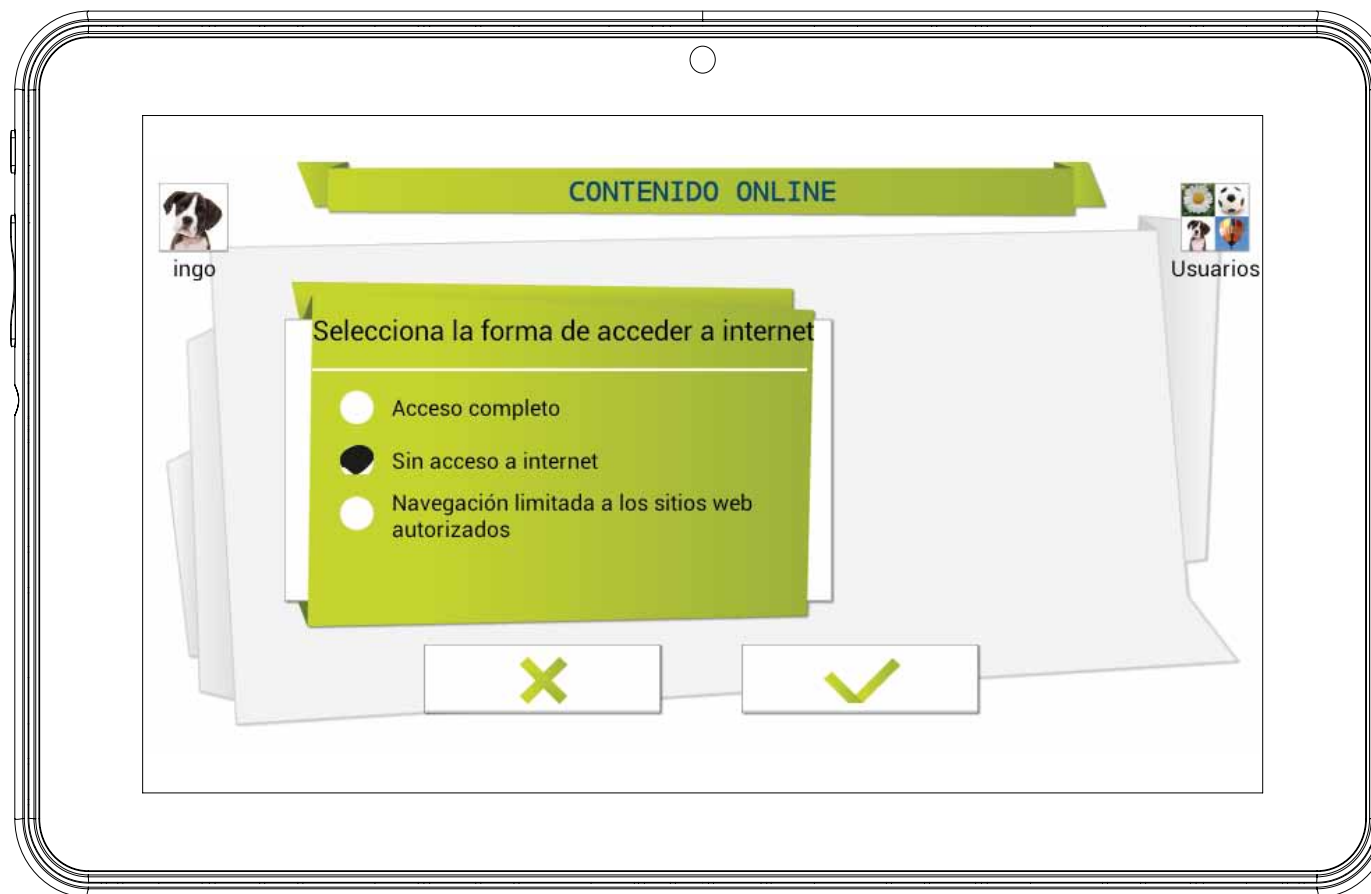 CONTENIDO ONLINE
ingo
Usuarios
Selecciona la forma de acceder a internet
Acceso completo
Sin acceso a internet
Navegación limitada a los sitios web
autorizados